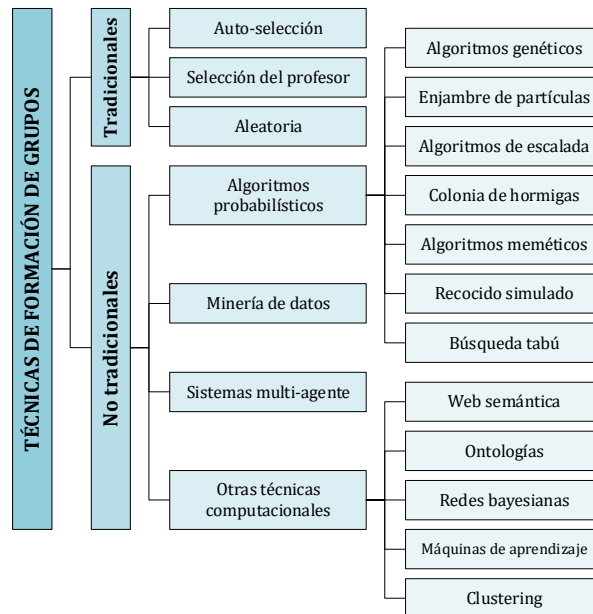 TÉCNICAS DE FORMACIÓN DE GRUPOS
Tradicionales
Auto-selección
Selección del profesor
Aleatoria
No tradicionales
Algoritmos
probabilísticos
Algoritmos genéticos
Enjambre de partículas
Algoritmos de escalada
Colonia de hormigas
Algoritmos meméticos
Recocido simulado
Búsqueda tabú
Minería de datos
Sistemas multi-agente
Otras técnicas
computacionales
Web semántica
Ontologías
Redes bayesianas
Máquinas de aprendizaje
Clustering